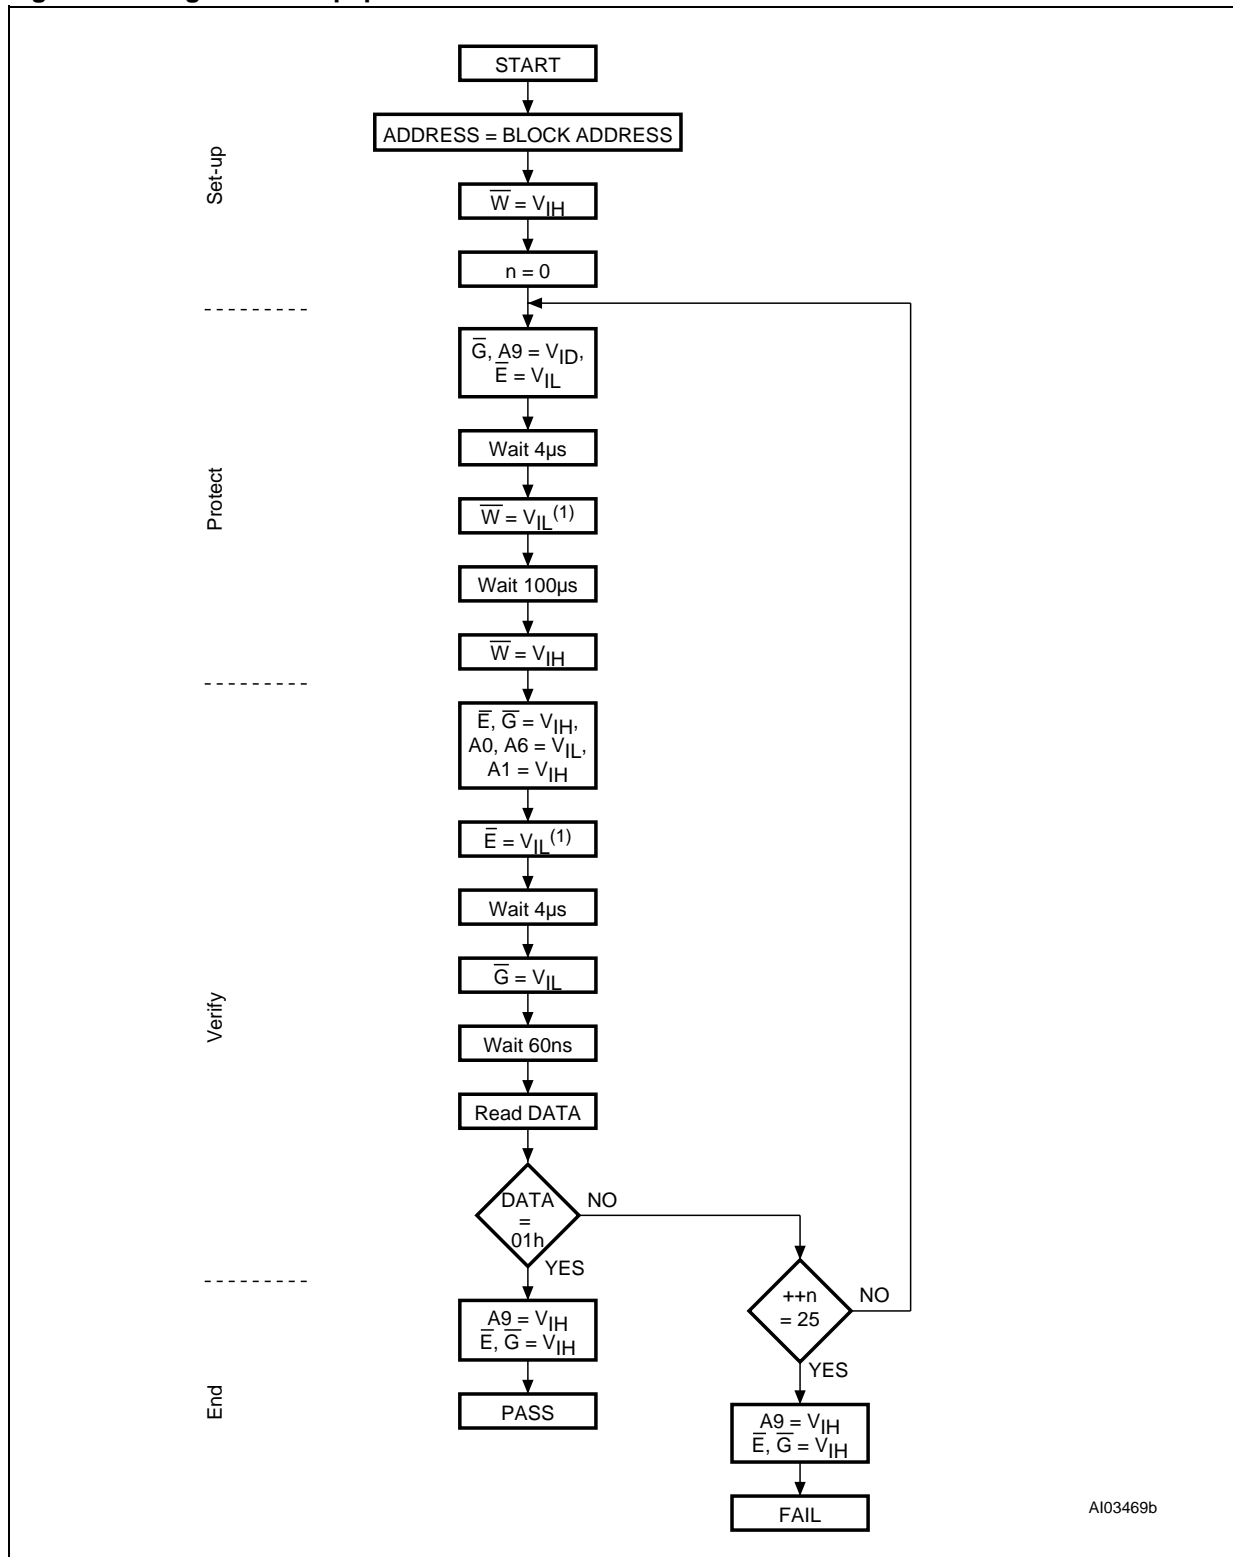 START
ADDRESS = BLOCK ADDRESS
Set-up
W̅ = VIH
n = 0
G̅, A9 = VID,
E̅ = VIL
Wait 4µs
Protect
W̅ = VIL(1)
Wait 100µs
W̅ = VIH
E̅, G̅ = VIH,
A0, A6 = VIL,
A1 = VIH
E̅ = VIL(1)
Wait 4µs
G̅ = VIL
Verify
Wait 60ns
Read DATA
DATA
=
01h
NO
YES
++n
= 25
NO
YES
A9 = VIH
E̅, G̅ = VIH
End
PASS
A9 = VIH
E̅, G̅ = VIH
FAIL
AI03469b